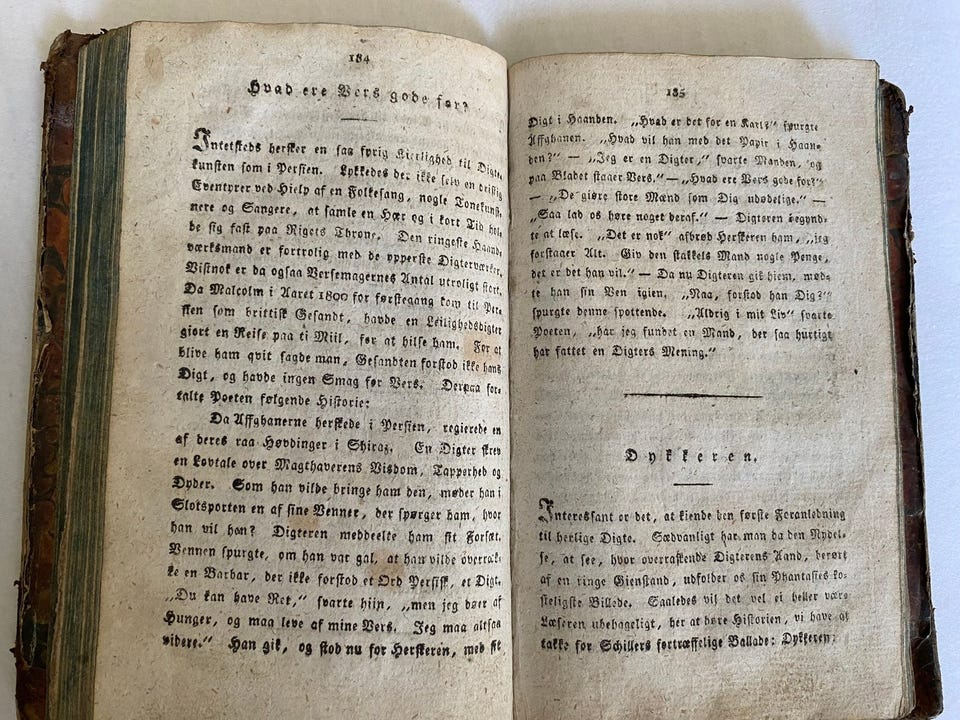 184
Hvad ere Vers gode for?
Intetsteds hersker en saa fyrig Kierlighed til Digte-
kunsten som i Persien. Lykkedes der ikke selv en dristig
Eventyrer ved Hielp af en Folkesang, nogle Tonekunst-
nere og Sangere, at samle en Hær og i kort Tid hole
de sig fast paa Rigets Throne. Den ringeste Haand-
værksmand er fortrolig med de ypperste Digterværker.
Vistnok er da ogsaa Versemagernes Antal utroligt stort.
Da Malcolm i Aaret 1800 for førstegang kom til Per-
sien som brittisk Gesandt, havde en Leilighedsdigter
giort en Reise paa ti Miil, for at hilse ham. For at
blive ham qvit sagde man, Gesandten forstod ikke hans
Digt, og havde ingen Smag for Vers. Derpaa for-
talte Poeten følgende Historie:
Da Affghanerne herskede i Persien, regierede en
af deres raa Høvdinger i Shiraz. En Digter skrev
en Lovtale over Magthaverens Visdom, Tapperhed og
Dyder. Som han vilde bringe ham den, møder han i
Slotsporten en af sine Venner, der spørger ham, hvor
han vil hen? Digteren meddeelte ham sit Forsæt.
Vennen spurgte, om han var gal, at han vilde overræk-
ke en Barbar, der ikke forstod et Ord Persisk, et Digt.
„Du kan have Ret,“ svarte hiin, „men jeg døer af
Hunger, og maa leve af mine Vers. Jeg maa altsaa
videre.“ Han gik, og stod nu for Herskeren, med sit
185
Digt i Haanden. „Hvad er det for en Karl?“ spurgte
Affghanen. „Hvad vil han med det Papir i Haan-
den?“ — „Jeg er en Digter,“ svarte Manden, „og
paa Bladet staaer Vers.“ — „Hvad ere Vers gode for?“
— „De giøre store Mænd som Dig udødelige.“ —
„Saa lad os høre noget deraf.“ — Digteren begynd-
te at læse. „Det er nok“ afbrød Herskeren ham, „jeg
forstaaer Alt. Giv den stakkels Mand nogle Penge,
det er det han vil.“ — Da nu Digteren gik hiem, mød-
te han sin Ven igien. „Naa, forstod han Dig?“
spurgte denne spottende. „Aldrig i mit Liv“ svarte
Poeten, „har jeg fundet en Mand, der saa hurtigt
har fattet en Digters Mening.“
Dykkeren.
Interessant er det, at kiende den første Foranledning
til herlige Digte. Sædvanligt har man da den Nydel-
se, at see, hvor overraskende Digterens Aand, berørt
af en ringe Gienstand, udfolder os sin Phantasies ko-
steligste Billede. Saaledes vil det vel ei heller være
Læseren ubehageligt, her at høre Historien, vi have at
takke for Schillers fortræffelige Ballade: Dykkeren: